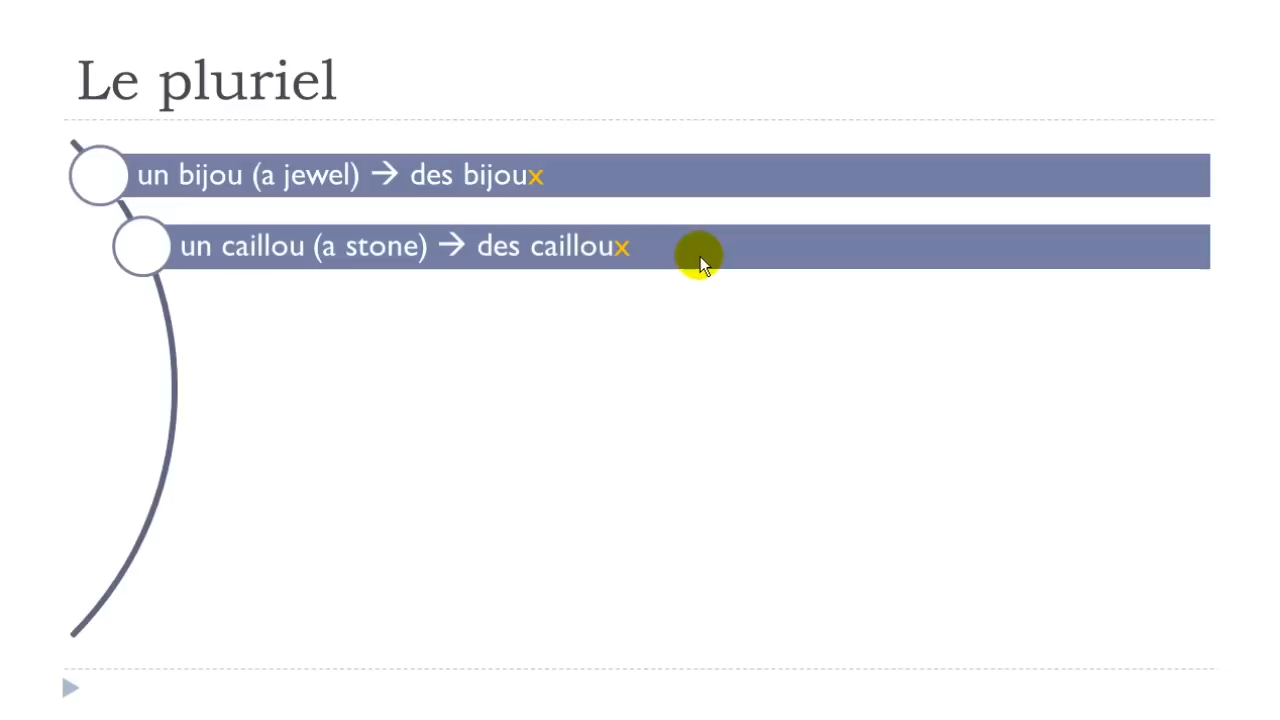 Le pluriel
un bijou (a jewel) → des bijoux
un caillou (a stone) → des cailloux